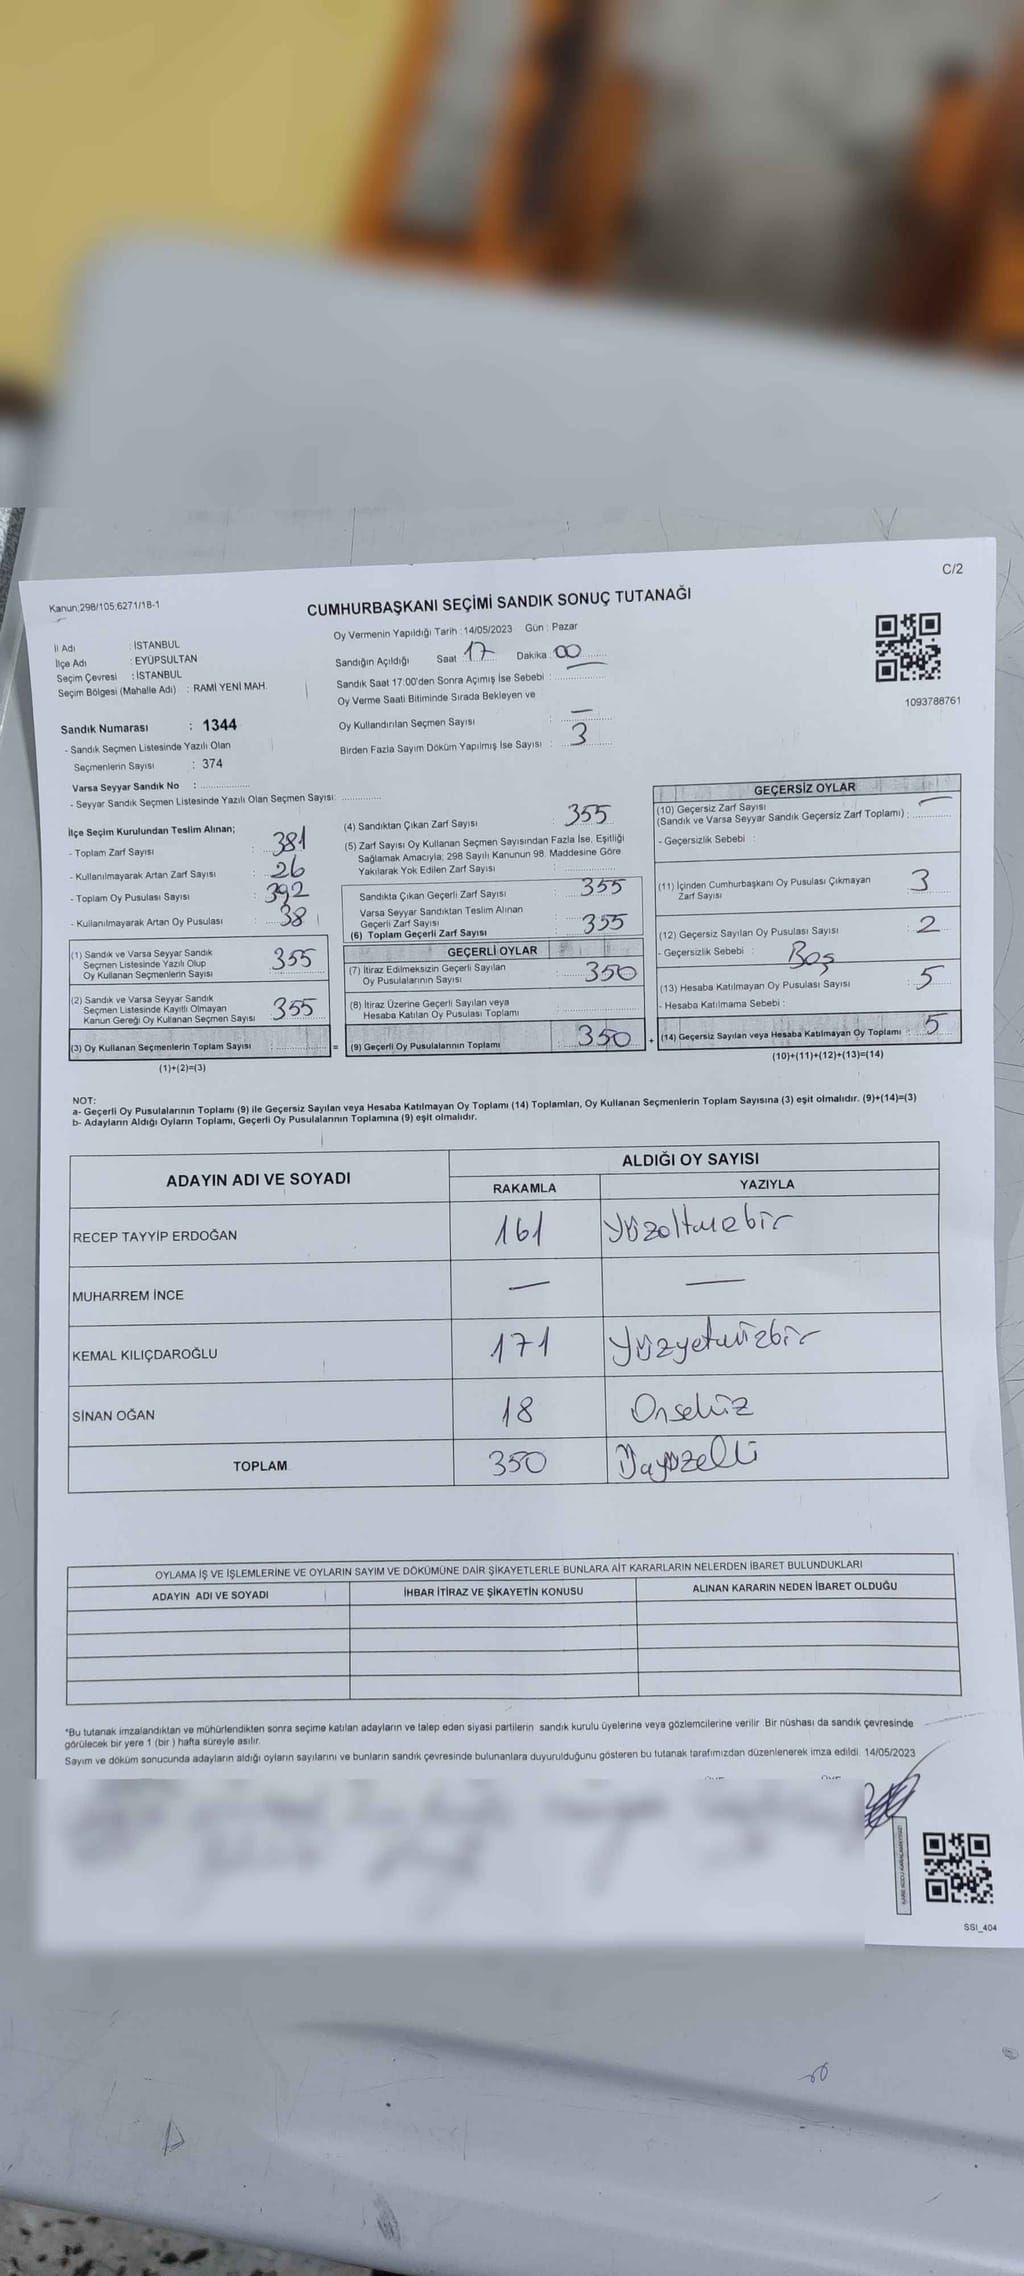 C/2
Kanun;298/105;6271/18-1
CUMHURBAŞKANI SEÇİMİ SANDIK SONUÇ TUTANAĞI
İl Adı : İSTANBUL
İlçe Adı : EYÜPSULTAN
Seçim Çevresi : İSTANBUL
Seçim Bölgesi (Mahalle Adı) : RAMİ YENİ MAH.
Oy Vermenin Yapıldığı Tarih : 14/05/2023 Gün : Pazar
Sandığın Açıldığı Saat 17 Dakika : 00
Sandık Saat 17:00'den Sonra Açımış İse Sebebi :
Oy Verme Saati Bitiminde Sırada Bekleyen ve
Oy Kullandırılan Seçmen Sayısı : —
Birden Fazla Sayım Döküm Yapılmış İse Sayısı : 3
1093788761
Sandık Numarası : 1344
- Sandık Seçmen Listesinde Yazılı Olan
Seçmenlerin Sayısı : 374
Varsa Seyyar Sandık No :
- Seyyar Sandık Seçmen Listesinde Yazılı Olan Seçmen Sayısı:
İlçe Seçim Kurulundan Teslim Alınan;
- Toplam Zarf Sayısı : 381
- Kullanılmayarak Artan Zarf Sayısı : 26
- Toplam Oy Pusulası Sayısı : 392
- Kullanılmayarak Artan Oy Pusulası : 38
(1) Sandık ve Varsa Seyyar Sandık
Seçmen Listesinde Yazılı Olup
Oy Kullanan Seçmenlerin Sayısı 355
(2) Sandık ve Varsa Seyyar Sandık
Seçmen Listesinde Kayıtlı Olmayan
Kanun Gereği Oy Kullanan Seçmen Sayısı 355
(3) Oy Kullanan Seçmenlerin Toplam Sayısı : =
(1)+(2)=(3)
(4) Sandıktan Çıkan Zarf Sayısı : 355
(5) Zarf Sayısı Oy Kullanan Seçmen Sayısından Fazla İse, Eşitliği
Sağlamak Amacıyla; 298 Sayılı Kanunun 98. Maddesine Göre
Yakılarak Yok Edilen Zarf Sayısı :
Sandıkta Çıkan Geçerli Zarf Sayısı : 355
Varsa Seyyar Sandıktan Teslim Alınan
Geçerli Zarf Sayısı
(6) Toplam Geçerli Zarf Sayısı : 355
GEÇERLİ OYLAR
(7) İtiraz Edilmeksizin Geçerli Sayılan
Oy Pusulalarının Sayısı : 350
(8) İtiraz Üzerine Geçerli Sayılan veya
Hesaba Katılan Oy Pusulası Toplamı :
(9) Geçerli Oy Pusulalarının Toplamı : 350 +
GEÇERSİZ OYLAR
(10) Geçersiz Zarf Sayısı —
(Sandık ve Varsa Seyyar Sandık Geçersiz Zarf Toplamı) :
- Geçersizlik Sebebi :
(11) İçinden Cumhurbaşkanı Oy Pusulası Çıkmayan
Zarf Sayısı : 3
(12) Geçersiz Sayılan Oy Pusulası Sayısı : 2
- Geçersizlik Sebebi : Boş
(13) Hesaba Katılmayan Oy Pusulası Sayısı : 5
- Hesaba Katılmama Sebebi :
(14) Geçersiz Sayılan veya Hesaba Katılmayan Oy Toplamı : 5
(10)+(11)+(12)+(13)=(14)
NOT:
a- Geçerli Oy Pusulalarının Toplamı (9) ile Geçersiz Sayılan veya Hesaba Katılmayan Oy Toplamı (14) Toplamları, Oy Kullanan Seçmenlerin Toplam Sayısına (3) eşit olmalıdır. (9)+(14)=(3)
b- Adayların Aldığı Oyların Toplamı, Geçerli Oy Pusulalarının Toplamına (9) eşit olmalıdır.
ADAYIN ADI VE SOYADI ALDIĞI OY SAYISI
RAKAMLA YAZIYLA
RECEP TAYYİP ERDOĞAN 161 Yüzaltmışbir
MUHARREM İNCE — —
KEMAL KILIÇDAROĞLU 171 Yüzyetmişbir
SİNAN OĞAN 18 Onsekiz
TOPLAM 350 Üçyüzelli
OYLAMA İŞ VE İŞLEMLERİNE VE OYLARIN SAYIM VE DÖKÜMÜNE DAİR ŞİKAYETLERLE BUNLARA AİT KARARLARIN NELERDEN İBARET BULUNDUKLARI
ADAYIN ADI VE SOYADI İHBAR İTİRAZ VE ŞİKAYETİN KONUSU ALINAN KARARIN NEDEN İBARET OLDUĞU
*Bu tutanak imzalandıktan ve mühürlendikten sonra seçime katılan adayların ve talep eden siyasi partilerin sandık kurulu üyelerine veya gözlemcilerine verilir .Bir nüshası da sandık çevresinde
görülecek bir yere 1 (bir ) hafta süreyle asılır.
Sayım ve döküm sonucunda adayların aldığı oyların sayılarını ve bunların sandık çevresinde bulunanlara duyurulduğunu gösteren bu tutanak tarafımızdan düzenlenerek imza edildi. 14/05/2023
SSI_404